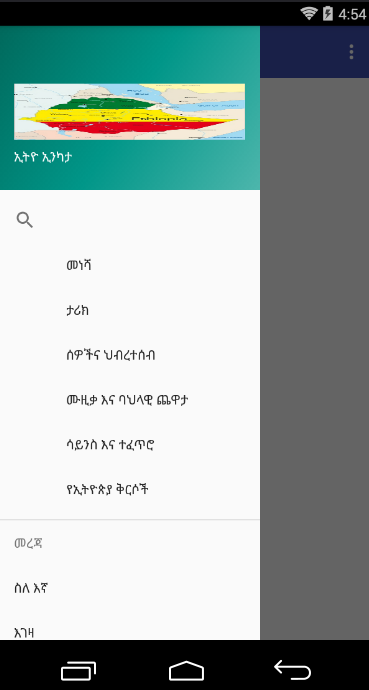 4:54
Ethiopia
ኢትዮ ኢንካታ
መነሻ
ታሪክ
ሰዎችና ህብረተሰብ
ሙዚቃ እና ባህላዊ ጨዋታ
ሳይንስ እና ተፈጥሮ
የኢትዮጵያ ቅርሶች
መረጃ
ስለ እኛ
እገዛ